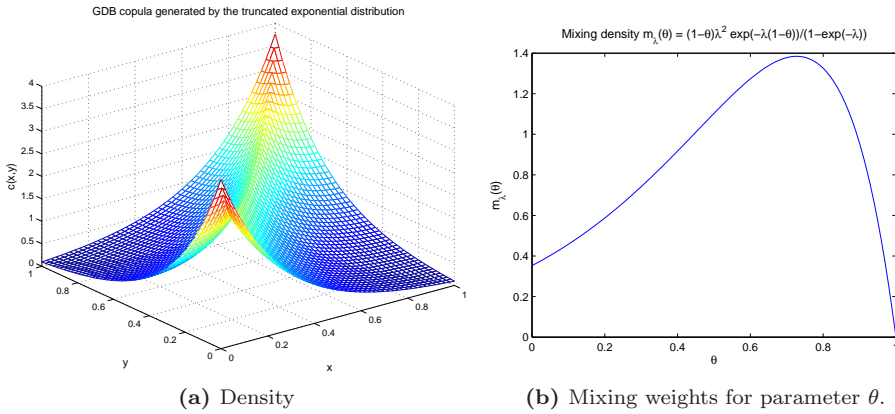 GDB copula generated by the truncated exponential distribution
4
3.5
3
2.5
2
1.5
1
0.5
0
c(x,y)
1
0.8
0.6
0.4
0.2
0
y
0
0.2
0.4
0.6
0.8
1
x
(a) Density
Mixing density m_λ(θ) = (1−θ)λ² exp(−λ(1−θ))/(1−exp(−λ))
1.4
1.2
1
0.8
0.6
0.4
0.2
0
m_λ(θ)
0 0.2 0.4 0.6 0.8 1
θ
(b) Mixing weights for parameter θ.